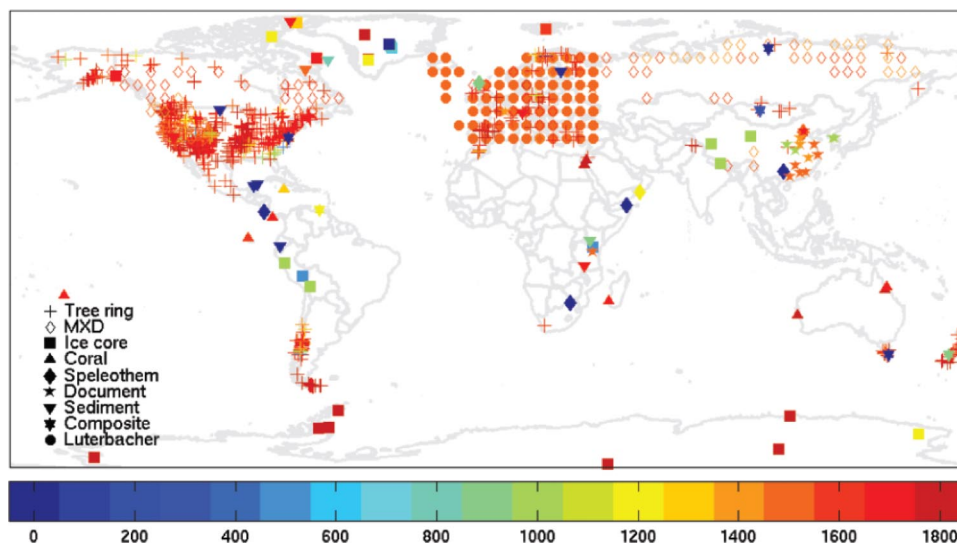 Tree ring
MXD
Ice core
Coral
Speleothem
Document
Sediment
Composite
Luterbacher
0 200 400 600 800 1000 1200 1400 1600 1800